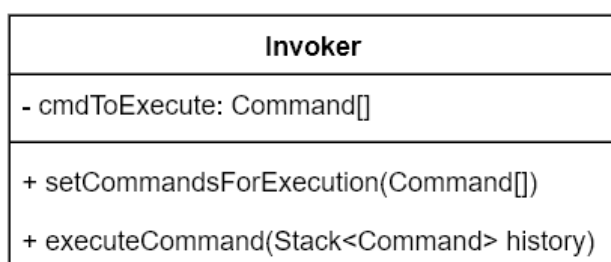 Invoker
- cmdToExecute: Command[]
+ setCommandsForExecution(Command[])
+ executeCommand(Stack<Command> history)